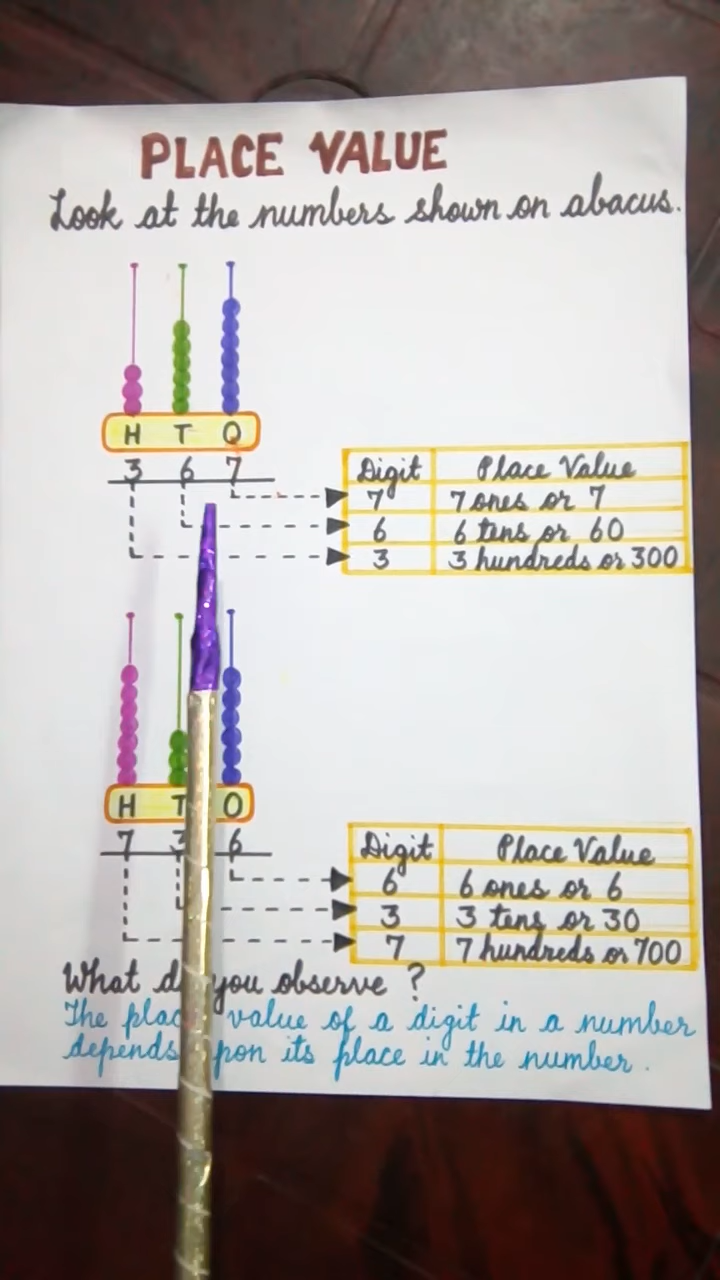 PLACE VALUE
Look at the numbers shown on abacus.
H T O
3 6 7
Digit Place Value
7 7 ones or 7
6 6 tens or 60
3 3 hundreds or 300
H T O
7 3 6
Digit Place Value
6 6 ones or 6
3 3 tens or 30
7 7 hundreds or 700
What you observe ?
The value of a digit in a number
depends its place in the number.